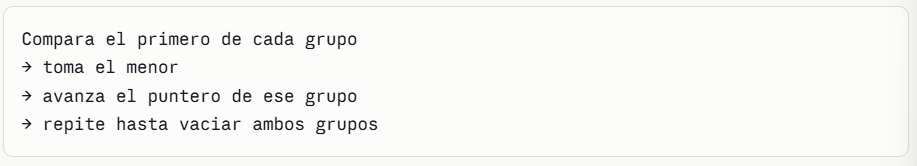 Compara el primero de cada grupo
→ toma el menor
→ avanza el puntero de ese grupo
→ repite hasta vaciar ambos grupos